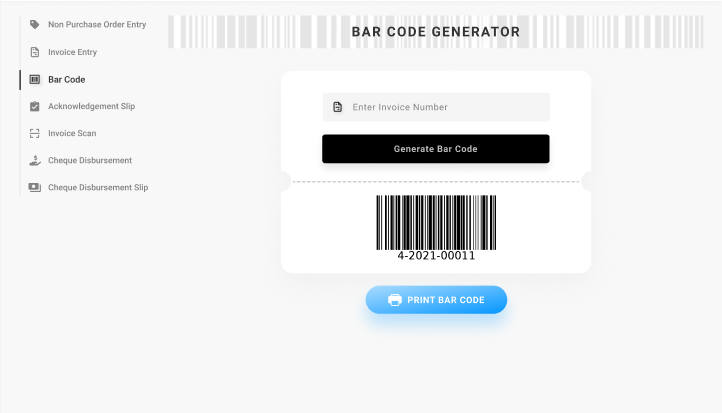 Non Purchase Order Entry
Invoice Entry
Bar Code
Acknowledgement Slip
Invoice Scan
Cheque Disbursement
Cheque Disbursement Slip
BAR CODE GENERATOR
Enter Invoice Number
Generate Bar Code
4-2021-00011
PRINT BAR CODE